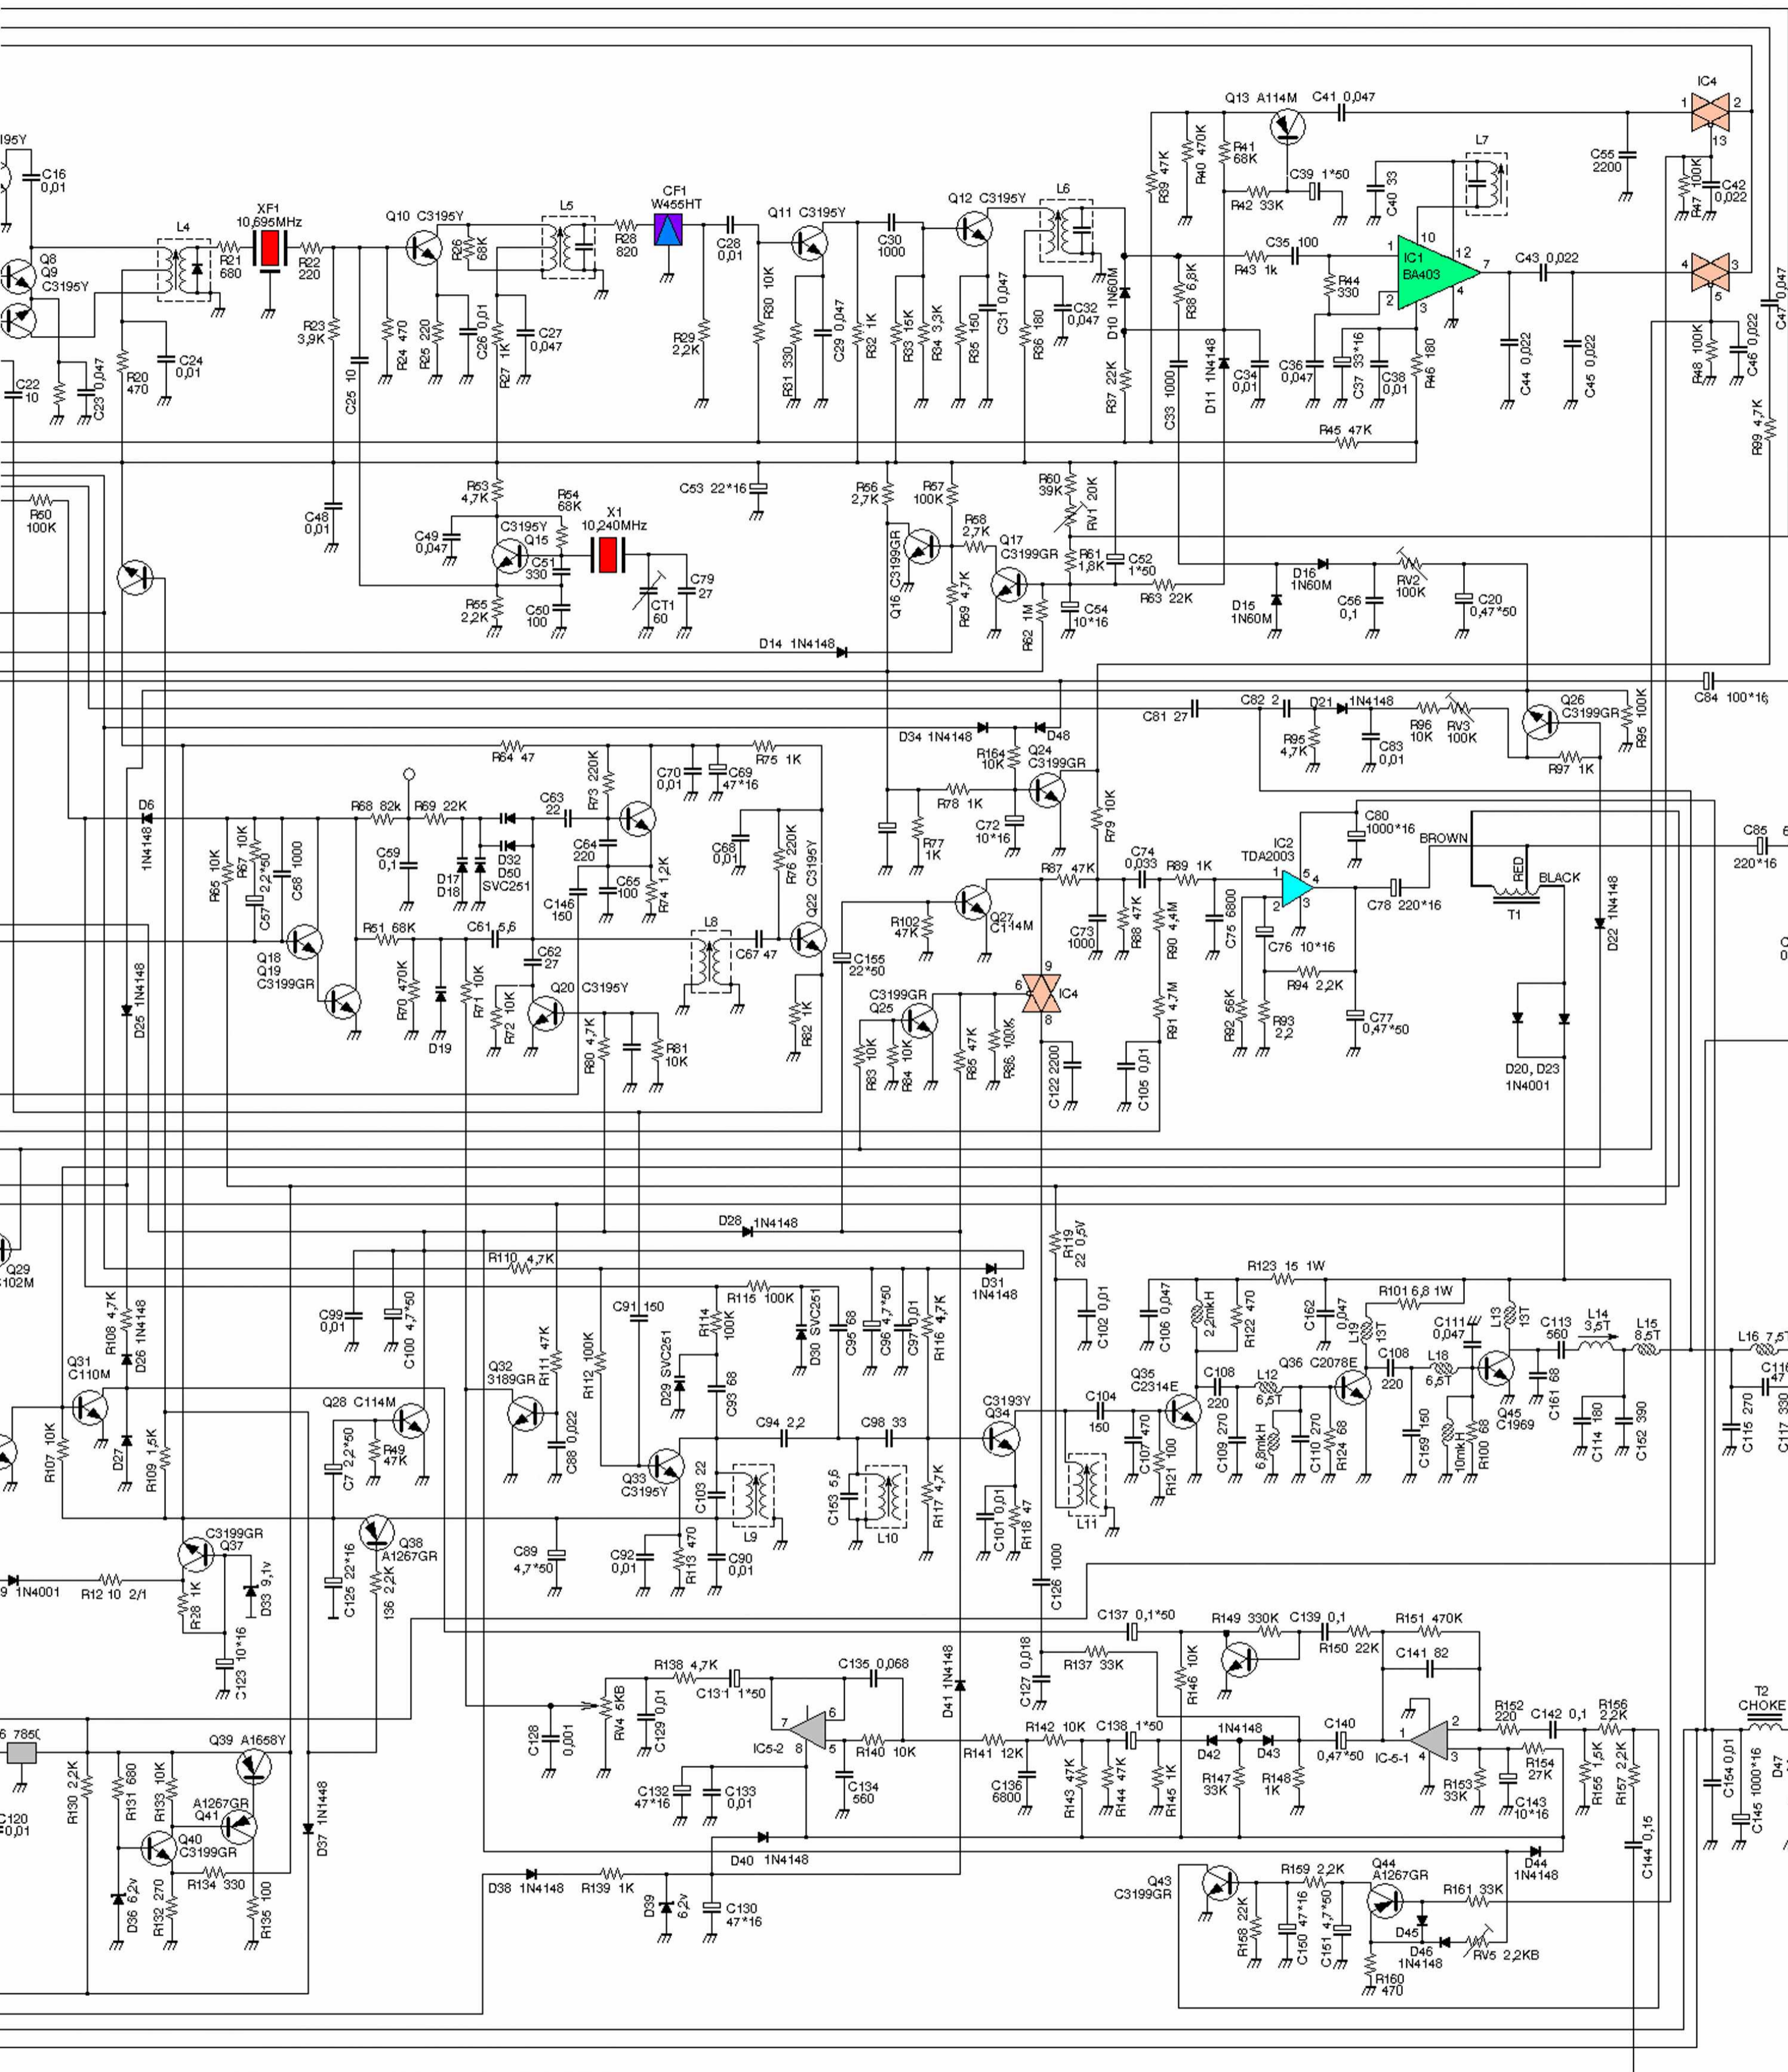 195Y
C16
0,01
Q8
Q9
C3195Y
C22
10
C23 0,047
R20
470
C24
0,01
L4
R21
680
XF1
10,695MHz
R22
220
R23
3,9K
C25 10
R24 470
Q10 C3195Y
R25 220
R26
68K
C26 0,01
R27 1K
C27
0,047
L5
R28
820
CF1
W455HT
R29
2,2K
C28
0,01
R30 10K
Q11 C3195Y
R31 330
C29 0,047
R32 1K
C30
1000
R33 15K
R34 3,3K
Q12 C3195Y
R35 150
C31 0,047
R36 180
L6
C32
0,047
D10 1N60M
R37 22K
R38 6,8K
C33 1000
D11 1N4148
C34
0,01
R39 47K
R40 470K
R41
68K
Q13 A114M
C41 0,047
R42 33K
C39 1*50
R43 1k
C35 100
R44
330
C36
0,047
C37 33*16
C38
0,01
R46 180
R45 47K
C40 33
L7
IC1
BA403
1
2
10
12
7
4
3
C43 0,022
C44 0,022
C45 0,022
C55
2200
IC4
1
2
13
R47 100K
C42
0,022
4
3
5
R48 100K
C46 0,022
C47 0,047
R99 4,7K
R50
100K
C48
0,01
R53
4,7K
C49
0,047
C3195Y
Q15
R54
68K
C51
330
R55
2,2K
C50
100
X1
10,240MHz
CT1
60
C79
27
C53 22*16
R56
2,7K
R57
100K
Q16 C3199GR
R58
2,7K
R59 4,7K
Q17
C3199GR
R60
39K
RV1 20K
R61
1,8K
C52
1*50
R62 1M
C54
10*16
R63 22K
D14 1N4148
D15
1N60M
D16
1N60M
C56
0,1
RV2
100K
C20
0,47*50
C84 100*16
C81 27
C82 2
D21
1N4148
R95
4,7K
C83
0,01
R96
10K
RV3
100K
Q26
C3199GR
R95 100K
R97 1K
D34 1N4148
D48
R164
10K
Q24
C3199GR
R78 1K
R77
1K
C72
10*16
R79 10K
R64 47
R75 1K
D6
1N4148
R65 10K
R67 10K
C57 2,2*50
C58 1000
R68 82k
R69 22K
C59
0,1
D17
D18
D32
D50
SVC251
C63
22
R73 220K
C64
220
C65
100
R74 1,2K
C70
0,01
C69
47*16
C68
0,01
R76 220K
Q22 C3195Y
C146
150
Q18
Q19
C3199GR
R51 68K
R70 470K
D19
R71 10K
C61 5,6
C62
27
R72 10K
Q20 C3195Y
R80 4,7K
R81
10K
L8
C67 47
R82 1K
D25 1N4148
C155
22*50
R102
47K
C3199GR
Q25
R83 10K
R84 10K
R85 47K
R86 100K
6
9
8
IC4
C122 2200
R87 47K
C74
0,033
R89 1K
C73
1000
R88 47K
R90 4,4M
R91 4,7M
C105 0,01
C75 6800
IC2
TDA2003
1
2
5
4
3
C80
1000*16
C76 10*16
R94 2,2K
R92 56K
R93
2,2
C78 220*16
C77
0,47*50
BROWN
RED
BLACK
T1
D22 1N4148
D20, D23
1N4001
C85
220*16
Q29
R108 4,7K
D26 1N4148
Q31
C110M
R107 10K
D27
R109 1,5K
C99
0,01
C100 4,7*50
Q28 C114M
C7 2,2*50
R49
47K
D28
1N4148
R110 4,7K
Q32
3189GR
R111 47K
C88 0,022
R112 100K
C91 150
R114
100K
R115 100K
D29 SVC251
C93 68
D30 SVC251
C95 68
C96 4,7*50
C97 0,01
R116 4,7K
D31
1N4148
Q33
C3195Y
C94 2,2
C98 33
C103 22
L9
C153 5,6
L10
R117 4,7K
C92
0,01
R113 470
C90
0,01
C89
4,7*50
C3193Y
Q34
C101 0,01
R118 47
R119
22 0,5V
C102 0,01
L11
C104
150
C106 0,047
2,2mkH
R122 470
R123 15 1W
C162
0,047
Q35
C2314E
C107 470
R121 100
C108
220
L12
6,5T
C109 270
6,8mkH
C110 270
R124 68
Q36 C2078E
L19
13T
R101 6,8 1W
C108
220
C159 150
L18
6,5T
C111
0,047
10mkH
R100 68
L13
13T
Q45
C1969
C113
560
C161 68
L14
3,5T
C114 180
C152 390
L15
8,5T
C115 270
C117 330
C3199GR
Q37
9 1N4001
R12 10 2/1
R28 1K
D33 9,1v
C123 10*16
C125 22*16
Q38
A1267GR
136 2,2K
C126 1000
C127 0,018
R137 33K
C137 0,1*50
R146 10K
R149 330K
C139 0,1
R150 22K
R151 470K
C141 82
R138 4,7K
C131 1*50
C135 0,068
RV4 5KB
C129 0,01
C128
0,001
7
6
8
5
IC5-2
R140 10K
C132
47*16
C133
0,01
C134
560
D41 1N4148
R141 12K
R142 10K
C136
6800
R143 47K
C138 1*50
R144 47K
R145 1K
1N4148
D42
D43
R147
33K
R148
1K
C140
0,47*50
IC-5-1
1
2
4
3
R152
220
C142 0,1
R156
2,2K
R153
33K
R154
27K
C143
10*16
R155 1,5K
R157 2,2K
C144 0,15
T2
CHOKE
C154 0,01
C145 1000*16
D47
C120
0,01
R130 2,2K
R131 680
R133 10K
Q39 A1658Y
A1267GR
Q41
Q40
C3199GR
D36 6,2v
R132 270
R134 330
R135 100
D37 1N1448
D38 1N4148
R139 1K
D39
6,2v
C130
47*16
D40 1N4148
D44
1N4148
Q43
C3199GR
R158 22K
R159 2,2K
C150 47*16
C151 4,7*50
Q44
A1267GR
R161 33K
D45
D46
1N4148
RV5 2,2KB
R160
470